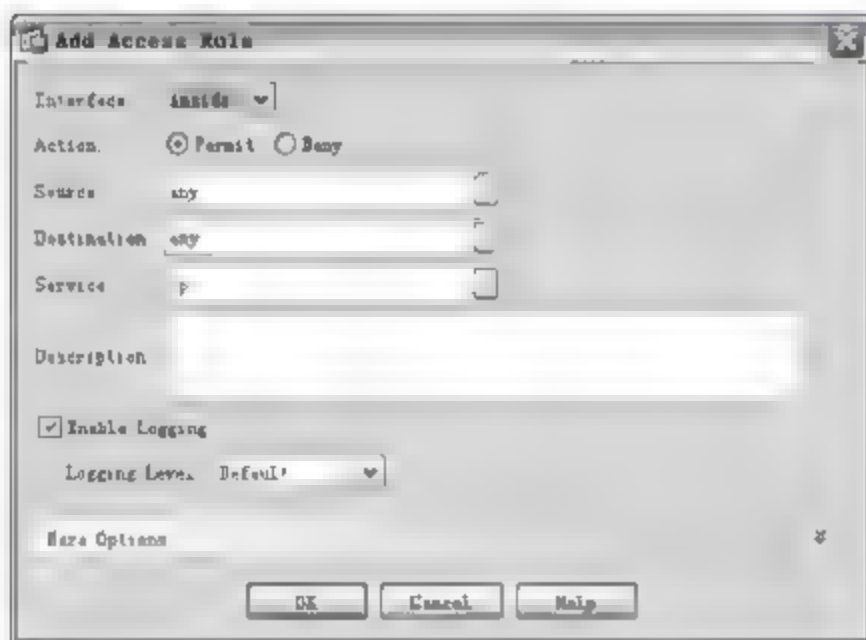 Add Access Rule
Interface inside
Action. Permit Deny
Source any
Destination any
Service
Description
Enable Logging
Logging Level Default
More Options
OK Cancel Help